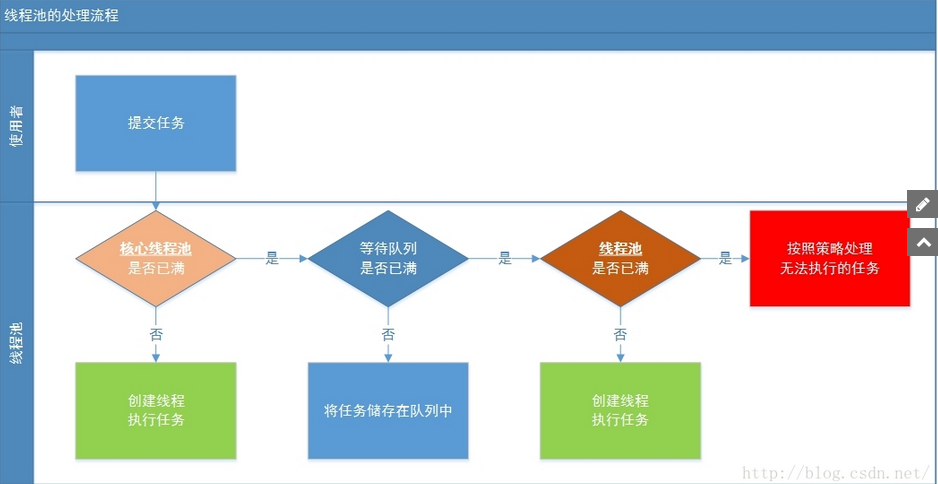 线程池的处理流程
使用者
提交任务
线程池
核心线程池
是否已满
是
等待队列
是否已满
是
线程池
是否已满
是
按照策略处理
无法执行的任务
否
否
否
创建线程
执行任务
将任务储存在队列中
创建线程
执行任务
http://blog.csdn.net/